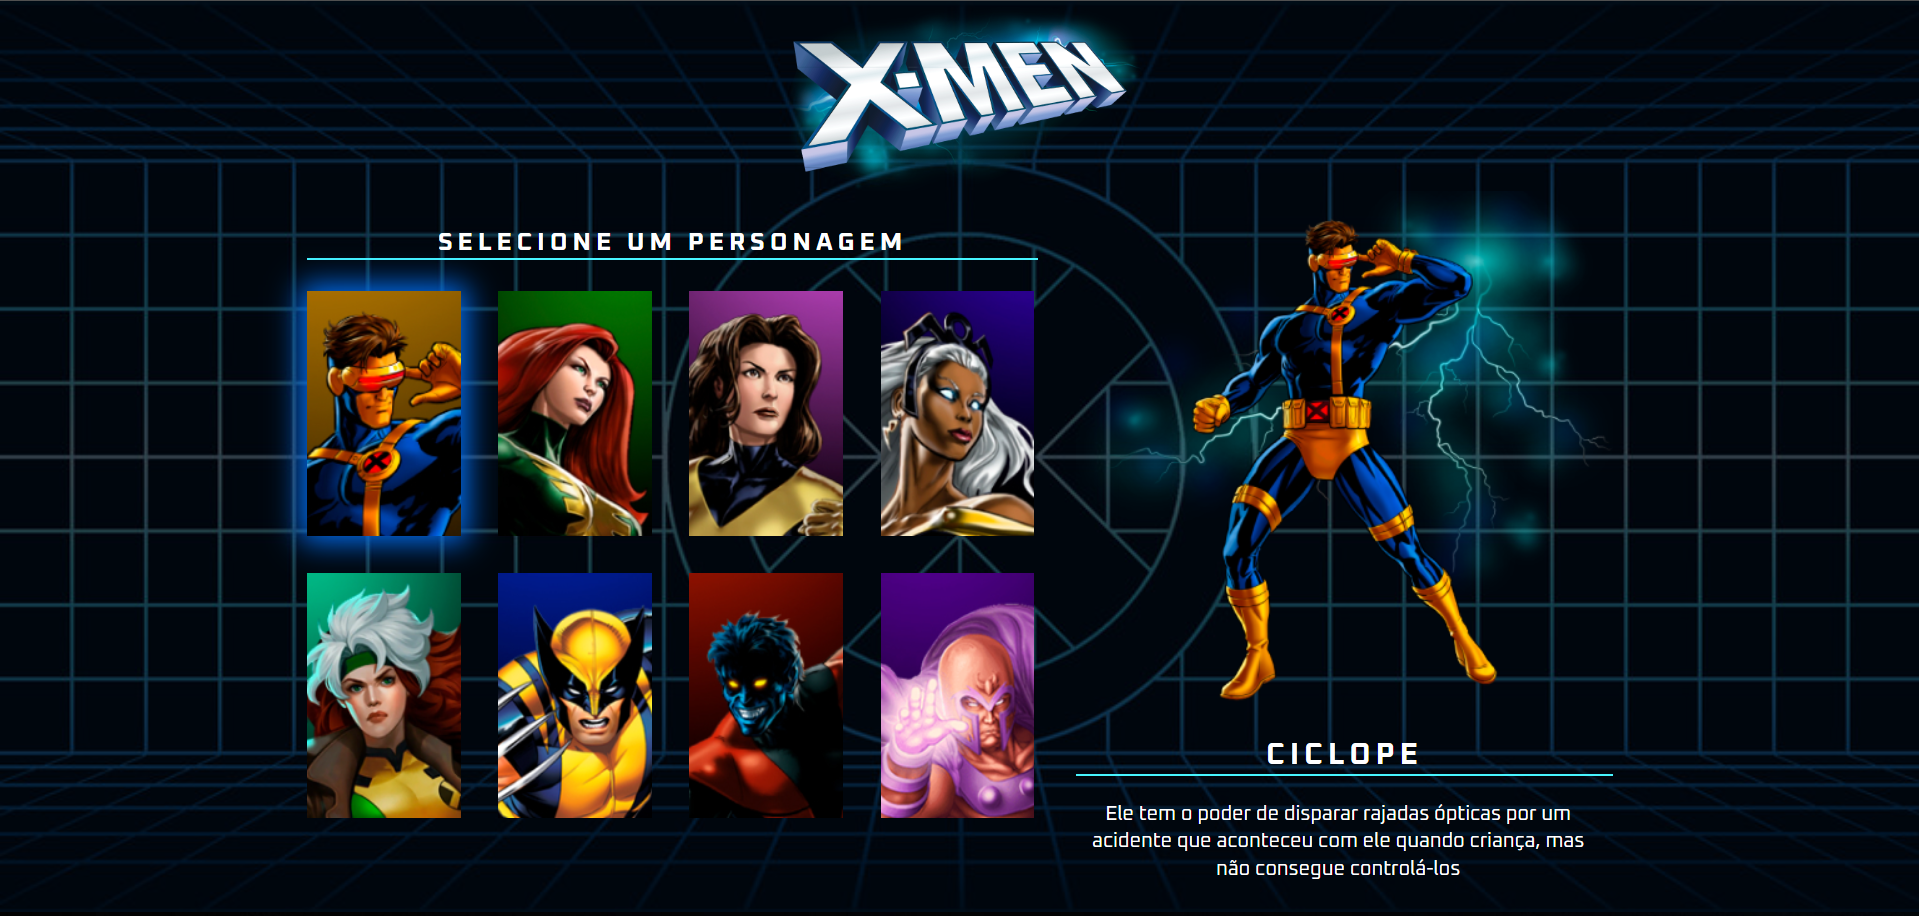 X-MEN
SELECIONE UM PERSONAGEM
CICLOPE
Ele tem o poder de disparar rajadas ópticas por um
acidente que aconteceu com ele quando criança, mas
não consegue controlá-los